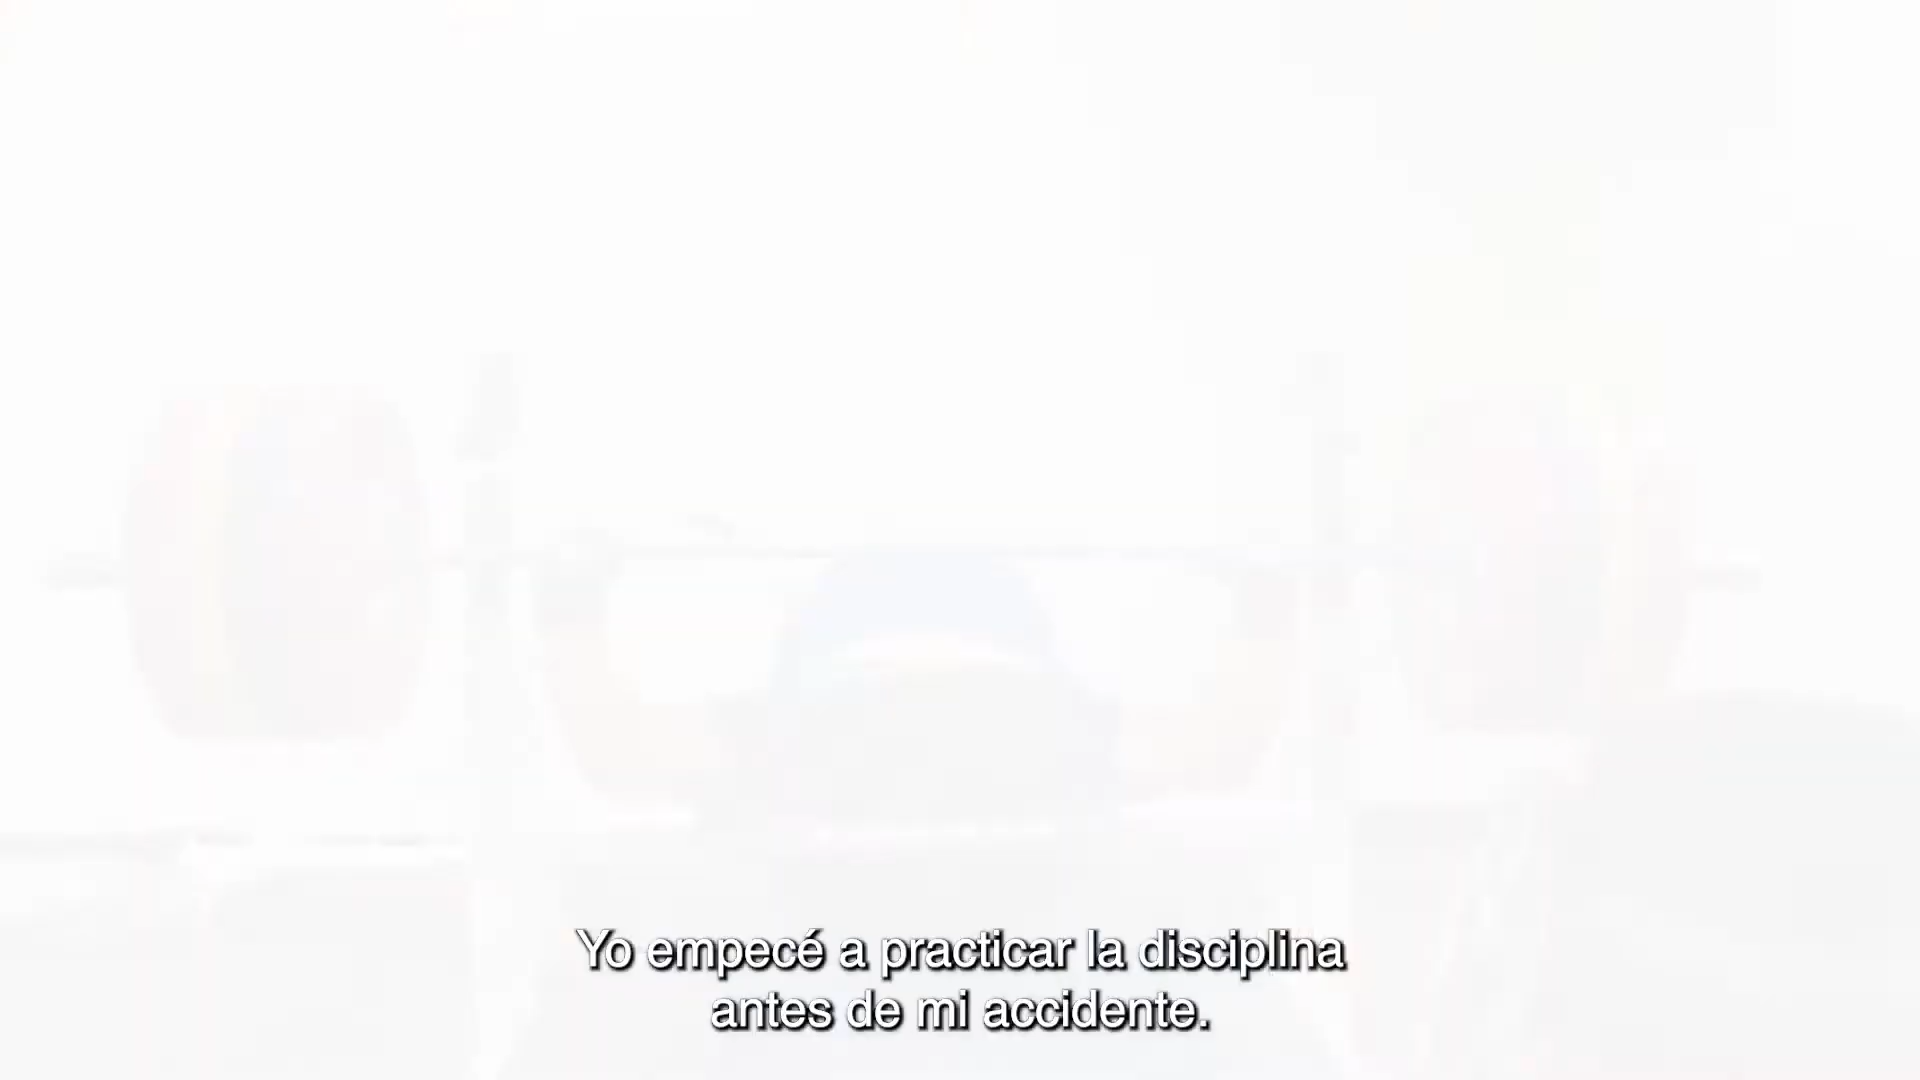 Yo empecé a practicar la disciplina
antes de mi accidente.